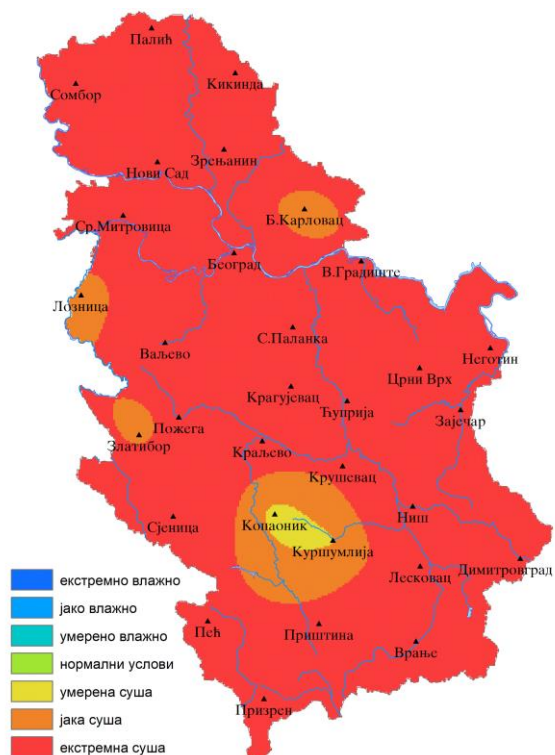 Палић
Кикинда
Сомбор
Зрењанин
Нови Сад
Б.Карловац
Ср.Митровица
Београд
В.Градиште
Лозница
С.Паланка
Ваљево
Неготин
Црни Врх
Крагујевац
Ћуприја
Зајечар
Пожега
Златибор
Краљево
Крушевац
Копаоник
Ниш
Сјеница
Куршумлија
Димитровград
Лесковац
Пећ
Приштина
Врање
Призрен
екстремно влажно
јако влажно
умерено влажно
нормални услови
умерена суша
јака суша
екстремна суша